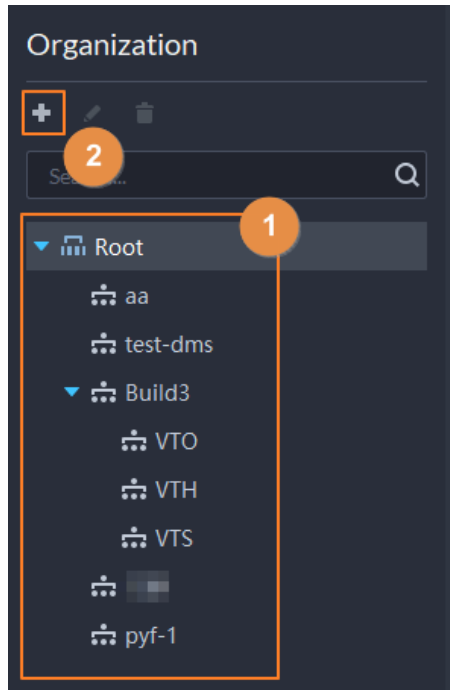 Organization
2
1
Root
aa
test-dms
Build3
VTO
VTH
VTS
pyf-1